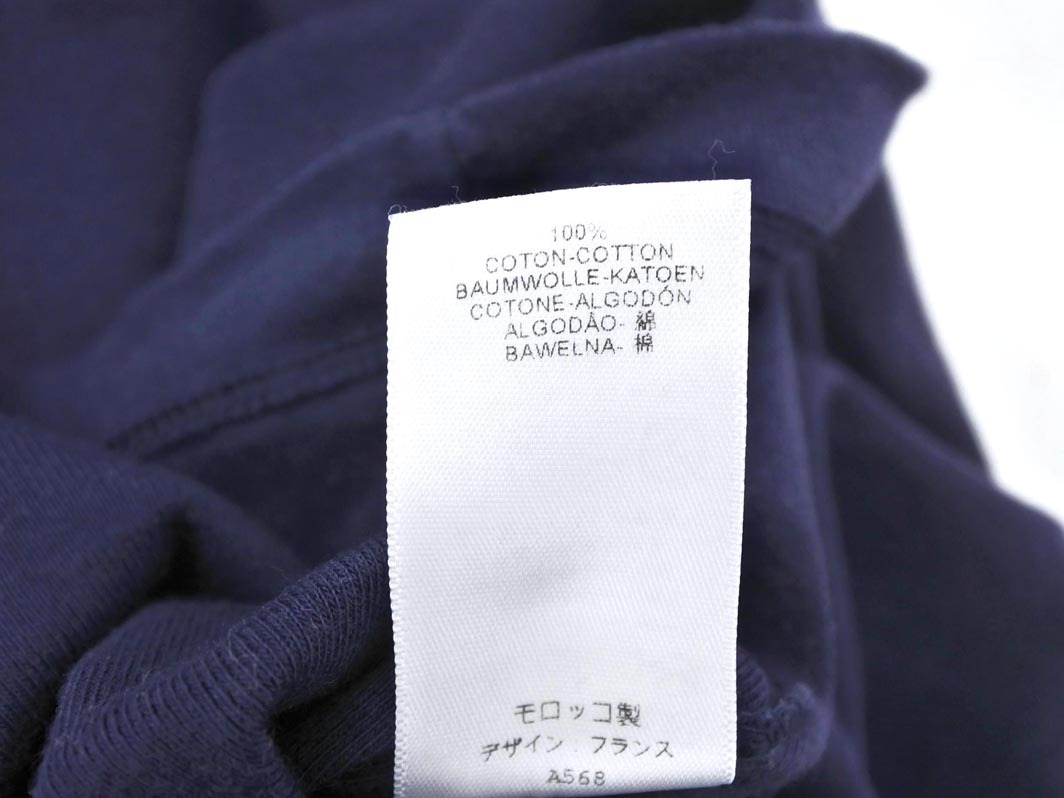 100%
COTON-COTTON
BAUMWOLLE-KATOEN
COTONE-ALGODÓN
ALGODÃO- 綿
BAWELNA- 棉
モロッコ製
デザイン．フランス
A568